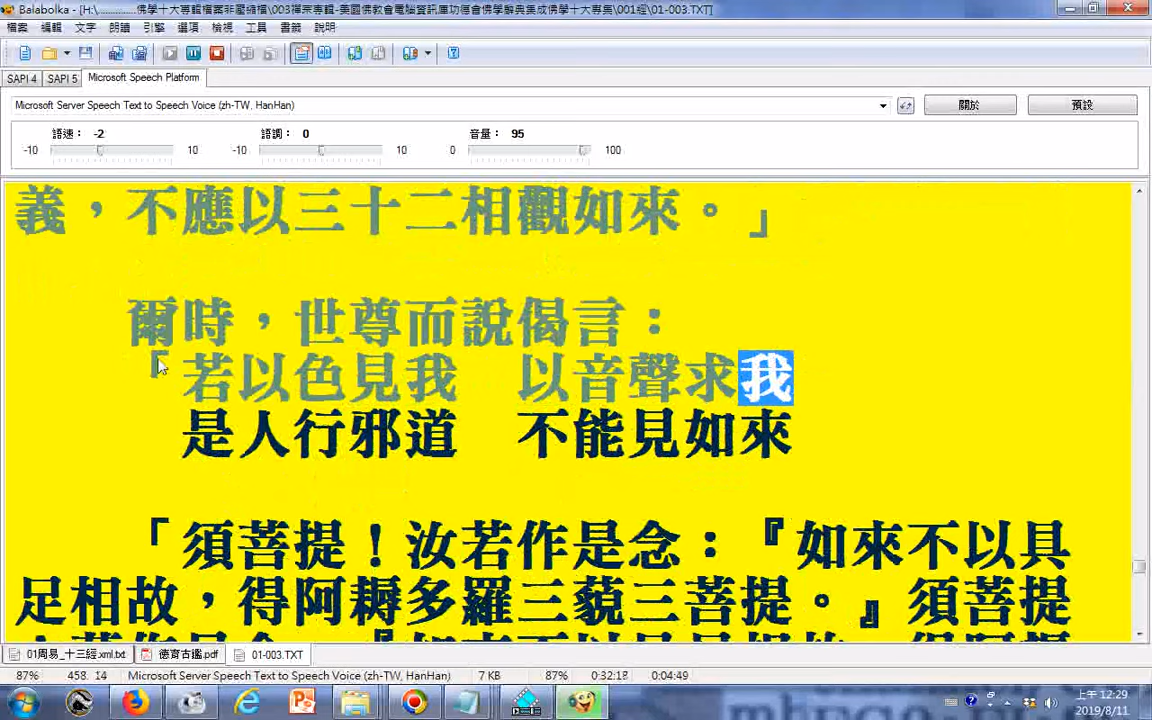 Balabolka - [H:\..................佛學十大專輯檔案非壓縮檔\003禪宗專輯-美國佛教會電腦資訊庫功德會佛學辭典集成佛學十大專集\001經\01-003.TXT]
檔案 編輯 文字 朗讀 引擎 選項 檢視 工具 書籤 說明
SAPI 4 SAPI 5 Microsoft Speech Platform
Microsoft Server Speech Text to Speech Voice (zh-TW, HanHan) 關於 預設
語速： -2 語調： 0 音量： 95
-10 10 -10 10 0 100
義，不應以三十二相觀如來。」
爾時，世尊而說偈言：
「若以色見我 以音聲求我
是人行邪道 不能見如來
「須菩提！汝若作是念：『如來不以具
足相故，得阿耨多羅三藐三菩提。』須菩提
01周易_十三經.xml.txt 德育古鑑.pdf 01-003.TXT
87% 458. 14 Microsoft Server Speech Text to Speech Voice (zh-TW, HanHan) 7 KB 87% 0:32:18 0:04:49
上午 12:29
2019/8/11